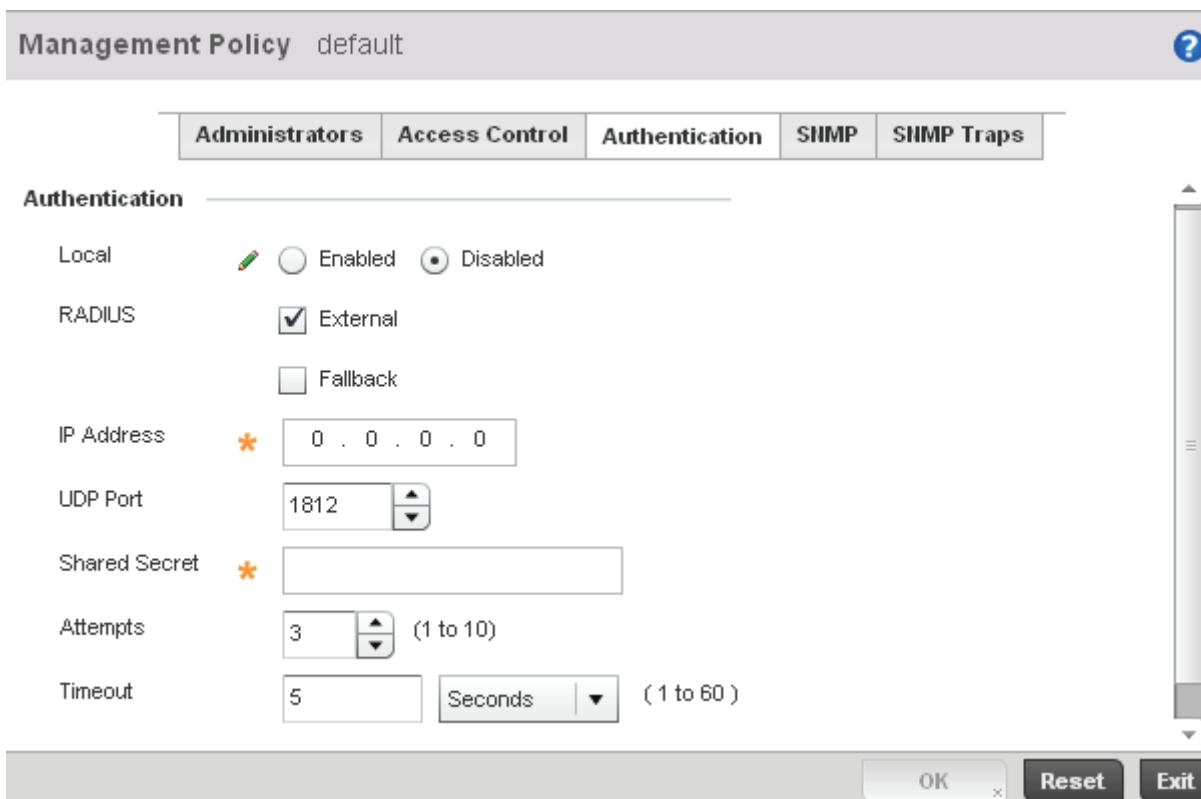 Management Policy default
?
Administrators Access Control Authentication SNMP SNMP Traps
Authentication
Local Enabled Disabled
RADIUS External
Fallback
IP Address * 0 . 0 . 0 . 0
UDP Port 1812
Shared Secret *
Attempts 3 (1 to 10)
Timeout 5 Seconds ( 1 to 60 )
OK Reset Exit